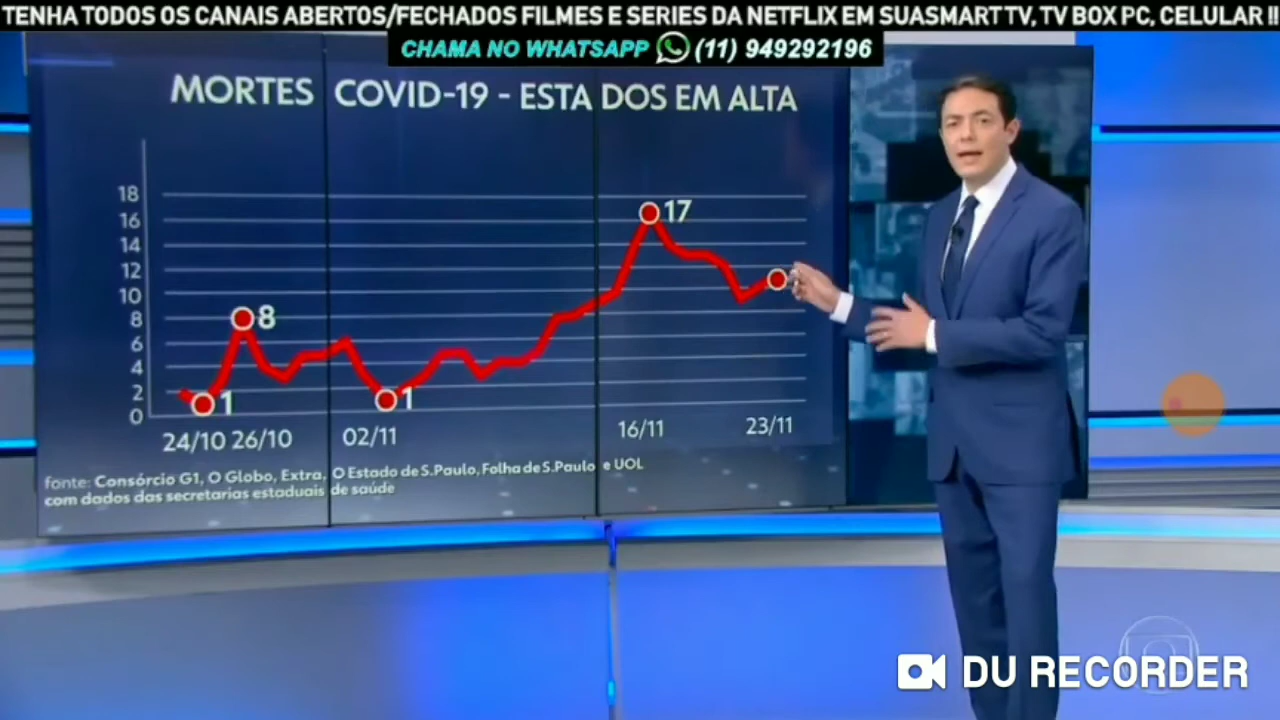 TENHA TODOS OS CANAIS ABERTOS/FECHADOS FILMES E SERIES DA NETFLIX EM SUASMART TV, TV BOX PC, CELULAR !!
CHAMA NO WHATSAPP (11) 949292196
MORTES COVID-19 - ESTADOS EM ALTA
18
16
14
12
10
8
6
4
2
0
1
8
1
17
24/10 26/10 02/11 16/11 23/11
fonte: Consórcio G1, O Globo, Extra, O Estado de S.Paulo, Folha de S.Paulo e UOL
com dados das secretarias estaduais de saúde
DU RECORDER